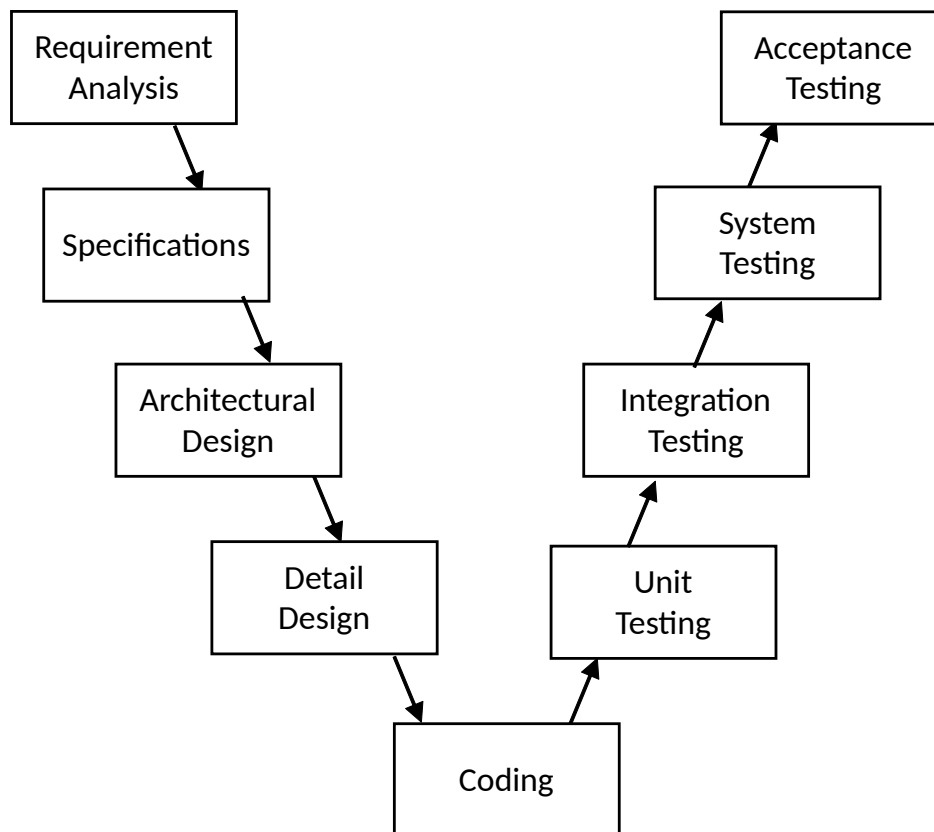 Requirement
Analysis
Acceptance
Testing
Specifications
System
Testing
Architectural
Design
Integration
Testing
Detail
Design
Unit
Testing
Coding